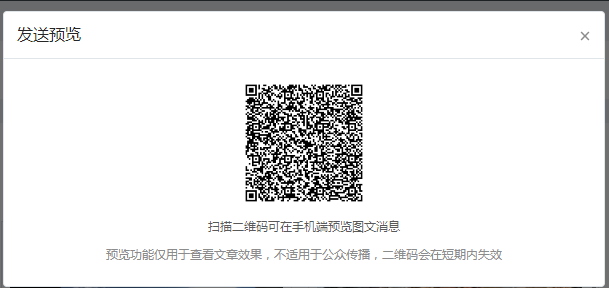 发送预览
扫描二维码可在手机端预览图文消息
预览功能仅用于查看文章效果，不适用于公众传播，二维码会在短期内失效